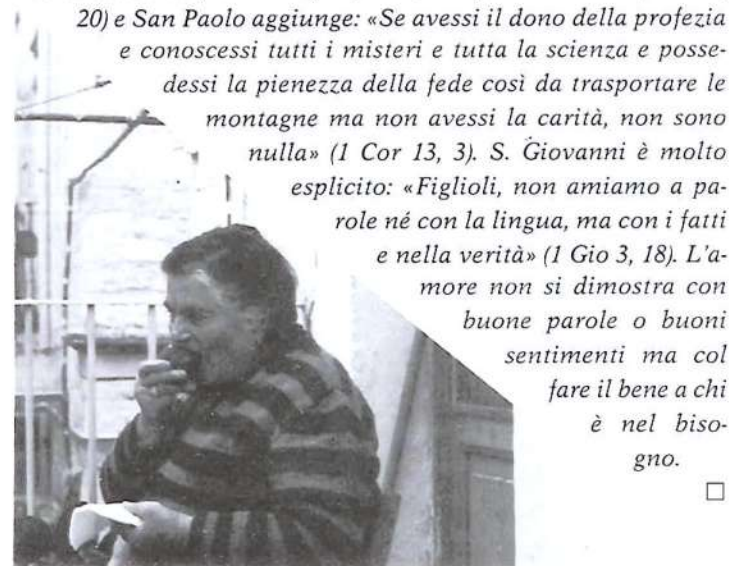 20) e San Paolo aggiunge: «Se avessi il dono della profezia
e conoscessi tutti i misteri e tutta la scienza e posse-
dessi la pienezza della fede così da trasportare le
montagne ma non avessi la carità, non sono
nulla» (1 Cor 13, 3). S. Giovanni è molto
esplicito: «Figlioli, non amiamo a pa-
role né con la lingua, ma con i fatti
e nella verità» (1 Gio 3, 18). L'a-
more non si dimostra con
buone parole o buoni
sentimenti ma col
fare il bene a chi
è nel biso-
gno.
□